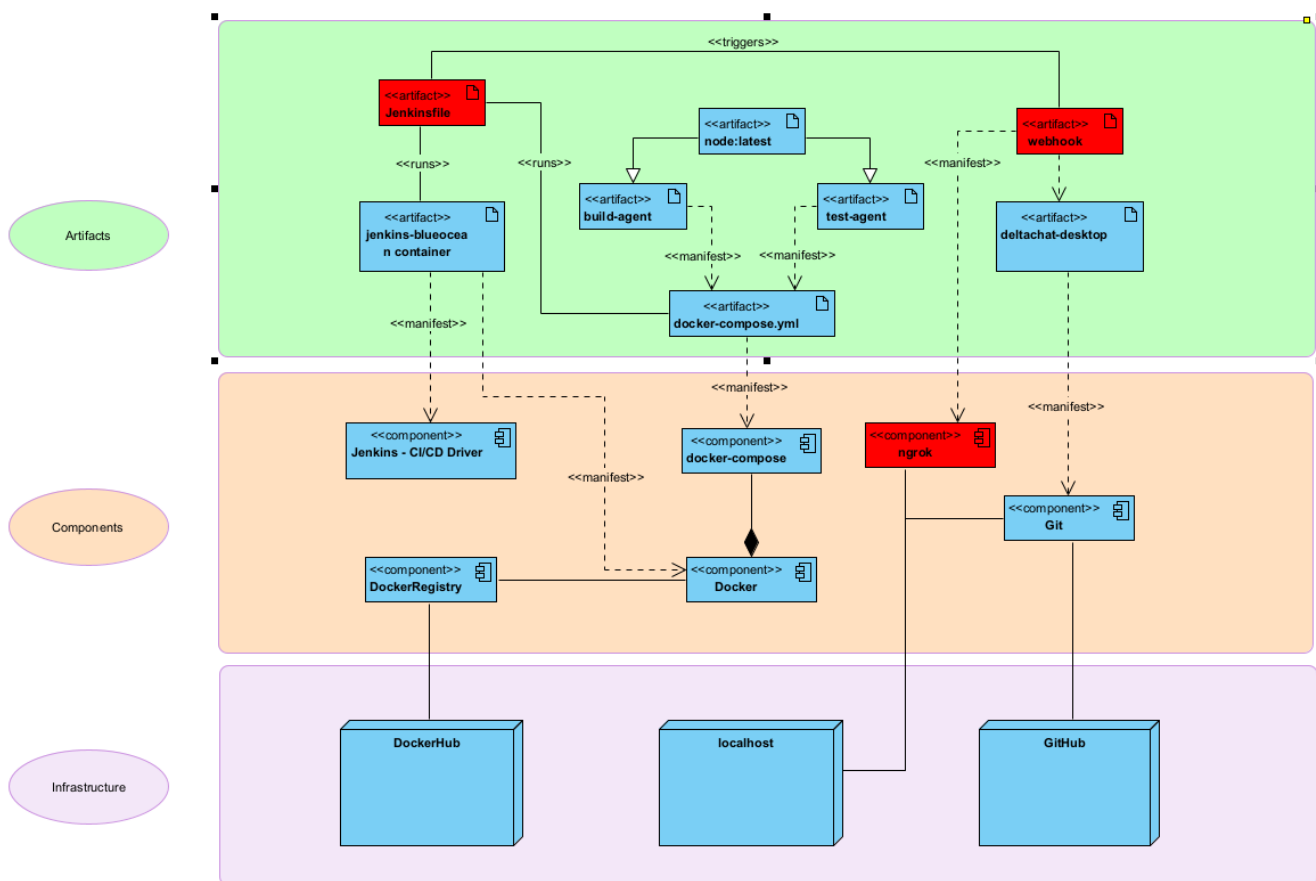 <<triggers>>
<<artifact>>
Jenkinsfile
<<artifact>>
node:latest
<<artifact>>
webhook
<<runs>>
<<runs>>
<<manifest>>
<<artifact>>
build-agent
<<artifact>>
test-agent
<<artifact>>
jenkins-blueocea
n container
<<artifact>>
deltachat-desktop
Artifacts
<<manifest>>
<<manifest>>
<<artifact>>
docker-compose.yml
<<manifest>>
<<manifest>>
<<manifest>>
<<component>>
Jenkins - CI/CD Driver
<<component>>
docker-compose
<<component>>
ngrok
<<manifest>>
<<component>>
Git
Components
<<component>>
DockerRegistry
<<component>>
Docker
DockerHub
localhost
GitHub
Infrastructure